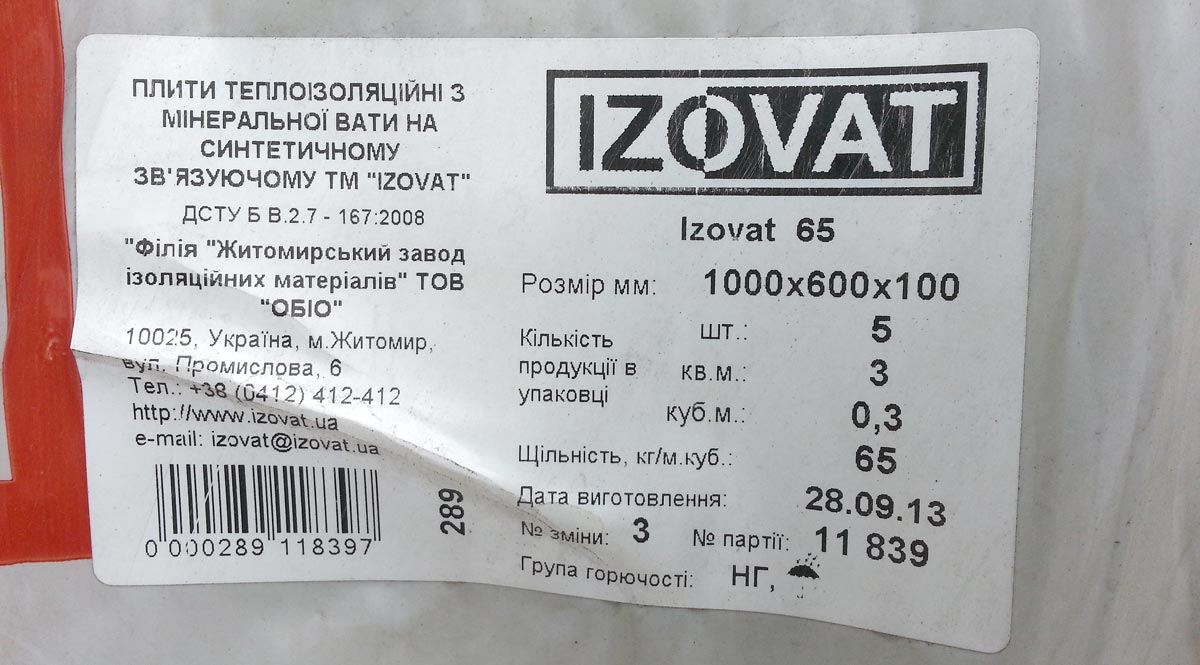 ПЛИТИ ТЕПЛОІЗОЛЯЦІЙНІ З
МІНЕРАЛЬНОЇ ВАТИ НА
СИНТЕТИЧНОМУ
ЗВ'ЯЗУЮЧОМУ ТМ "IZOVAT"
ДСТУ Б В.2.7 - 167:2008
"Філія "Житомирський завод
ізоляційних матеріалів" ТОВ
"ОБІО"
10025, Україна, м.Житомир,
вул. Промислова, 6
Тел.: +38 (0412) 412-412
http://www.izovat.ua
e-mail: izovat@izovat.ua
0 000289 118397
289
IZOVAT
Izovat 65
Розмір мм: 1000x600x100
Кількість продукції в упаковці
шт.: 5
кв.м.: 3
куб.м.: 0,3
Щільність, кг/м.куб.: 65
Дата виготовлення: 28.09.13
№ зміни: 3 № партії: 11 839
Група горючості: НГ,